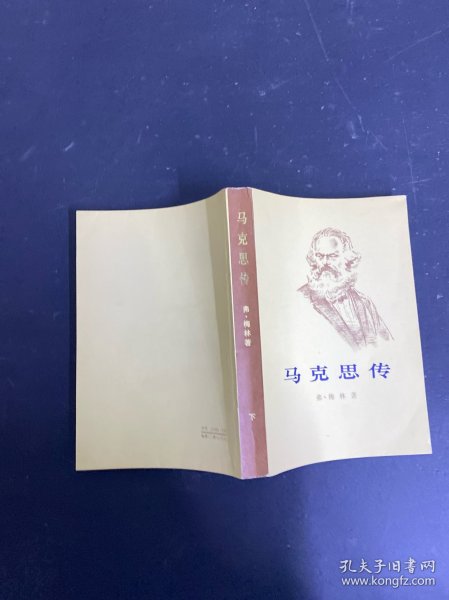 马克思传
弗·梅林著
下
马克思传
弗·梅林 著
孔夫子旧书网
www.kongfz.com